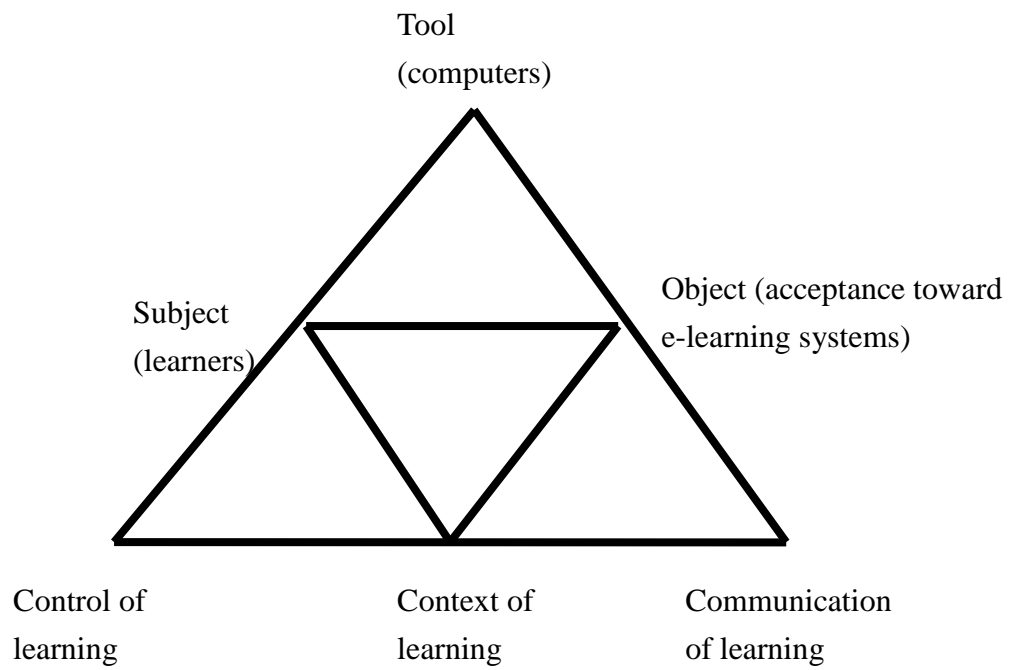 Tool
(computers)
Subject
(learners)
Object (acceptance toward
e-learning systems)
Control of
learning
Context of
learning
Communication
of learning